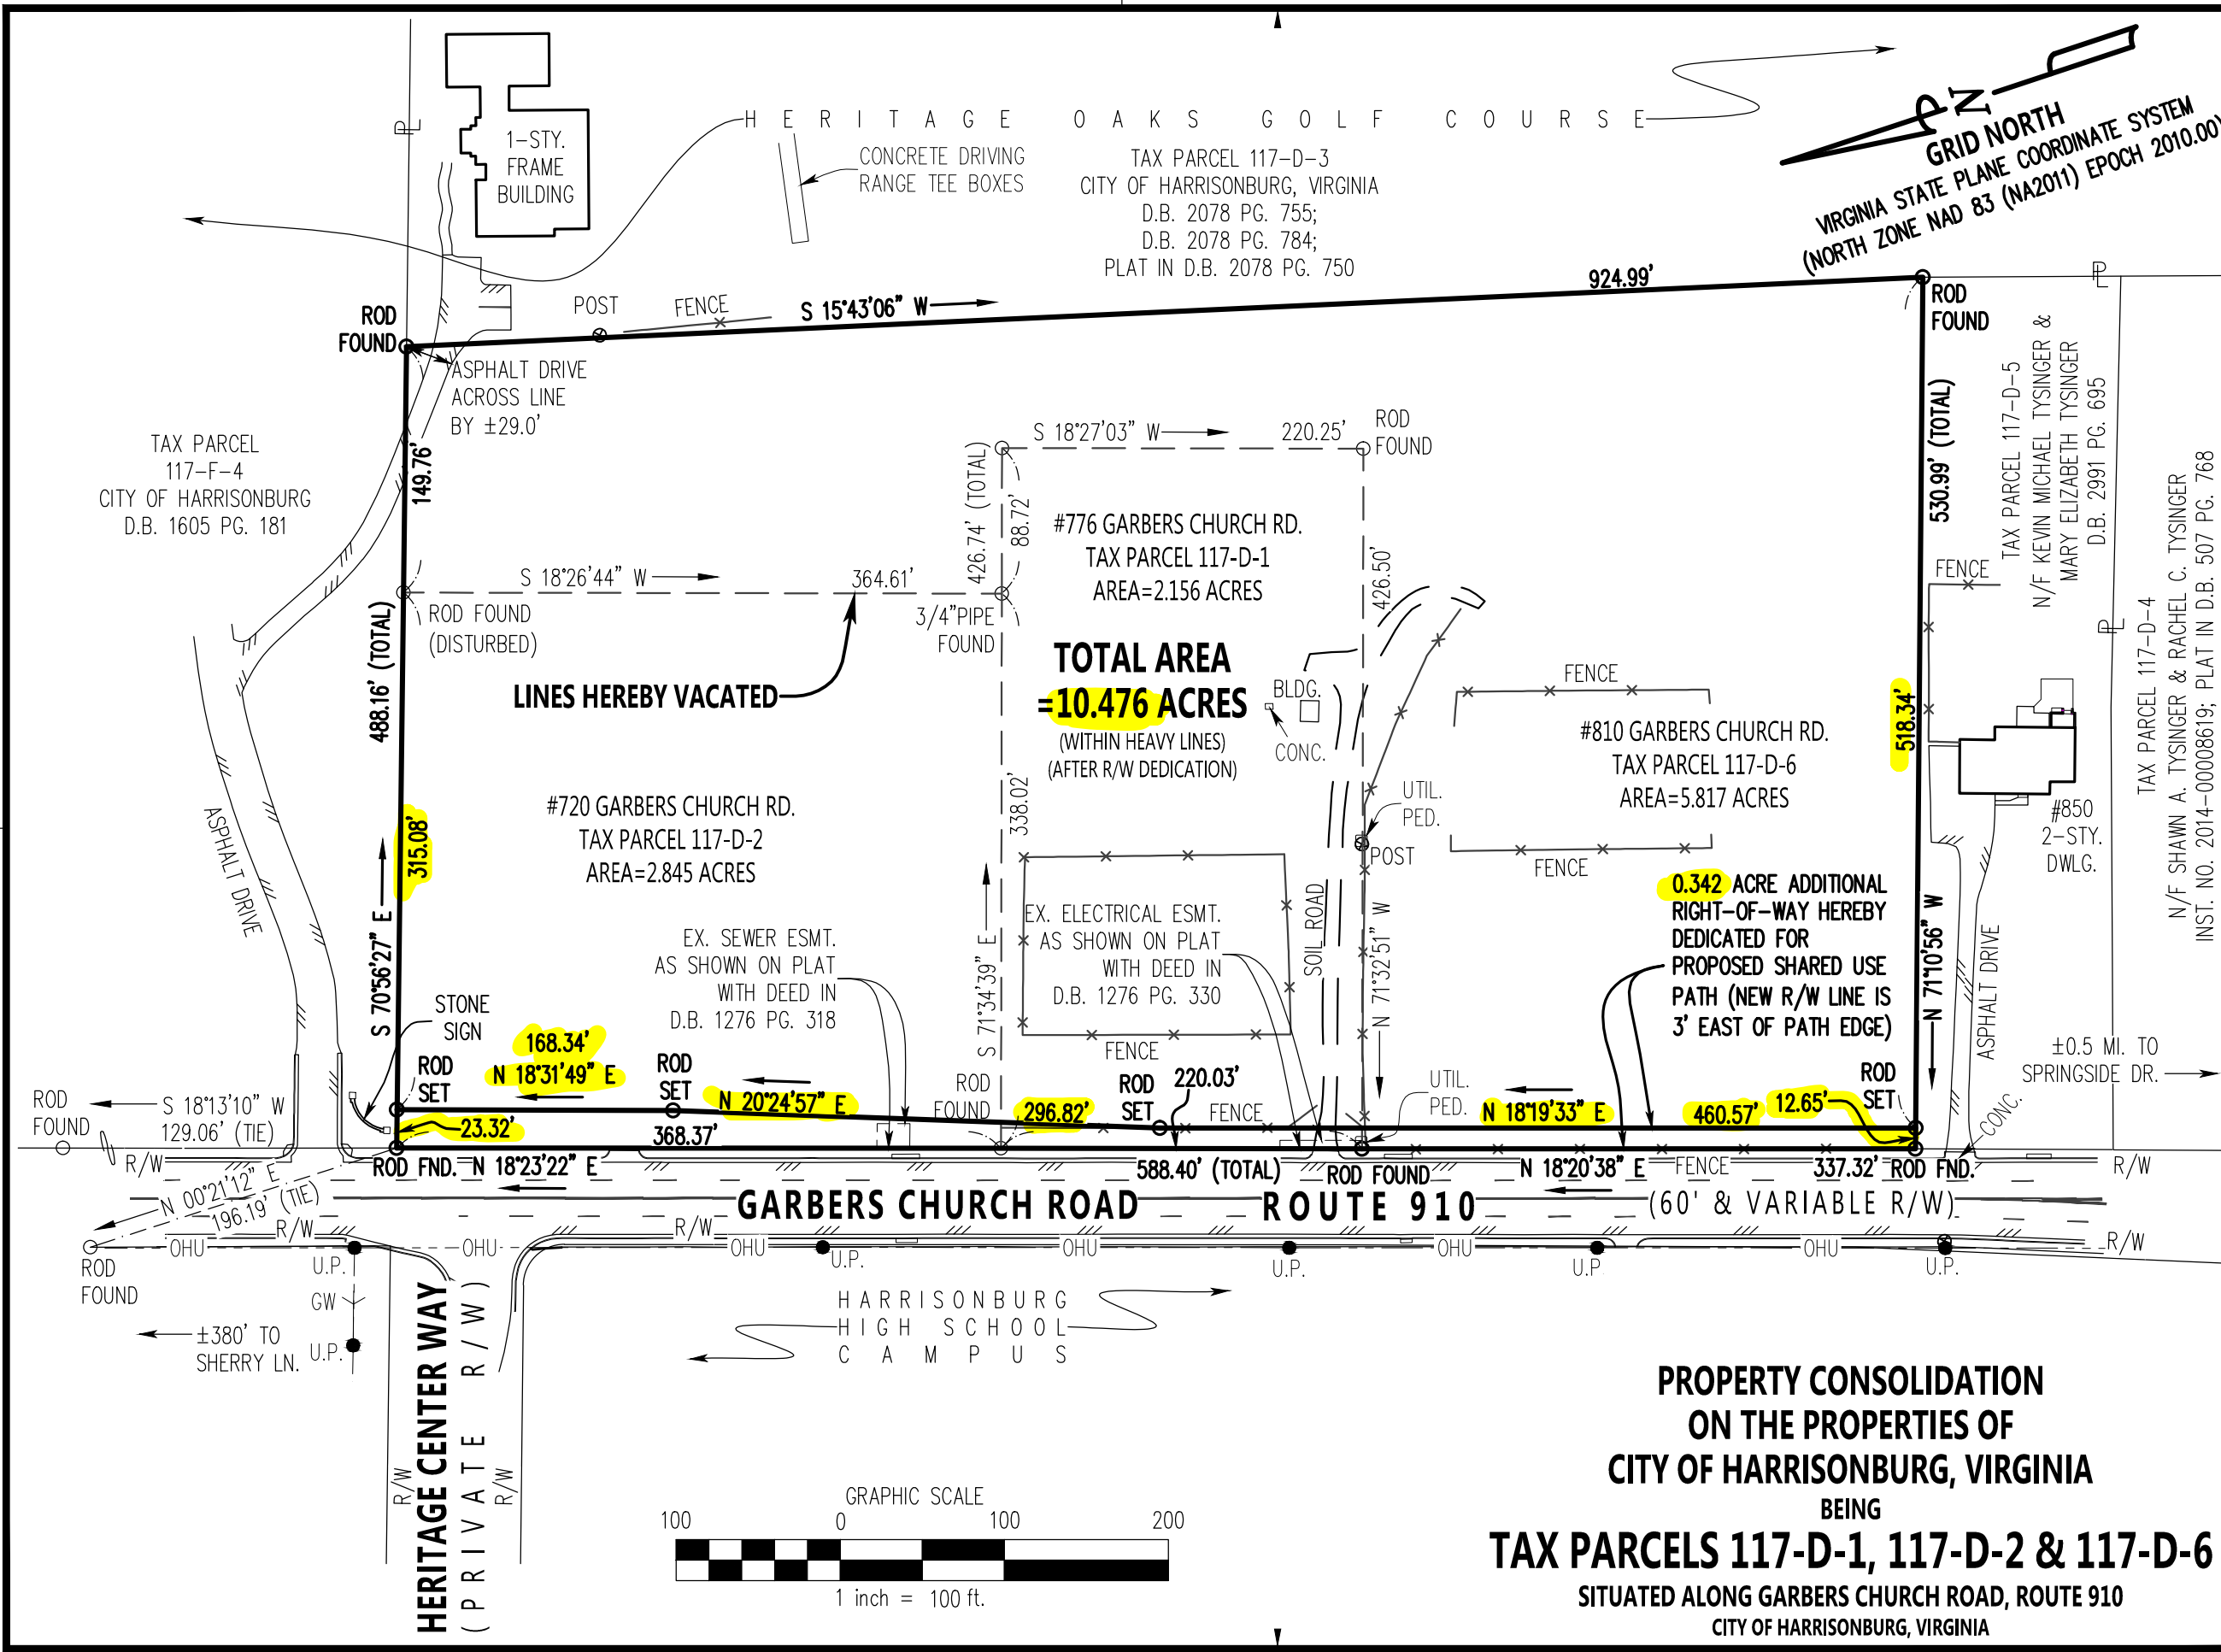 HERITAGE OAKS GOLF COURSE
1-STY.
FRAME
BUILDING
CONCRETE DRIVING
RANGE TEE BOXES
TAX PARCEL 117-D-3
CITY OF HARRISONBURG, VIRGINIA
D.B. 2078 PG. 755;
D.B. 2078 PG. 784;
PLAT IN D.B. 2078 PG. 750
N
GRID NORTH
VIRGINIA STATE PLANE COORDINATE SYSTEM
(NORTH ZONE NAD 83 (NA2011) EPOCH 2010.00)
PL
PL
PL
ROD
FOUND
POST
FENCE
S 15°43'06" W
924.99'
ROD
FOUND
ASPHALT DRIVE
ACROSS LINE
BY ±29.0'
TAX PARCEL
117-F-4
CITY OF HARRISONBURG
D.B. 1605 PG. 181
149.76'
488.16' (TOTAL)
315.08'
S 70°56'27" E
S 18°26'44" W
364.61'
ROD FOUND
(DISTURBED)
3/4"PIPE
FOUND
426.74' (TOTAL)
88.72'
338.02'
S 71°34'39" E
S 18°27'03" W
220.25'
ROD
FOUND
426.50'
N 71°32'51" W
#776 GARBERS CHURCH RD.
TAX PARCEL 117-D-1
AREA=2.156 ACRES
TOTAL AREA
=10.476 ACRES
(WITHIN HEAVY LINES)
(AFTER R/W DEDICATION)
LINES HEREBY VACATED
BLDG.
CONC.
FENCE
#810 GARBERS CHURCH RD.
TAX PARCEL 117-D-6
AREA=5.817 ACRES
FENCE
UTIL.
PED.
POST
#720 GARBERS CHURCH RD.
TAX PARCEL 117-D-2
AREA=2.845 ACRES
530.99' (TOTAL)
518.34'
N 71°10'56" W
TAX PARCEL 117-D-5
N/F KEVIN MICHAEL TYSINGER &
MARY ELIZABETH TYSINGER
D.B. 2991 PG. 695
FENCE
TAX PARCEL 117-D-4
N/F SHAWN A. TYSINGER & RACHEL C. TYSINGER
INST. NO. 2014-00008619; PLAT IN D.B. 507 PG. 768
#850
2-STY.
DWLG.
ASPHALT DRIVE
ASPHALT DRIVE
EX. SEWER ESMT.
AS SHOWN ON PLAT
WITH DEED IN
D.B. 1276 PG. 318
EX. ELECTRICAL ESMT.
AS SHOWN ON PLAT
WITH DEED IN
D.B. 1276 PG. 330
SOIL ROAD
FENCE
0.342 ACRE ADDITIONAL
RIGHT-OF-WAY HEREBY
DEDICATED FOR
PROPOSED SHARED USE
PATH (NEW R/W LINE IS
3' EAST OF PATH EDGE)
STONE
SIGN
ROD
SET
168.34'
N 18°31'49" E
ROD
SET
N 20°24'57" E
ROD
FOUND
296.82'
ROD
SET
220.03'
FENCE
UTIL.
PED.
N 18°19'33" E
460.57'
12.65'
ROD
SET
CONC.
±0.5 MI. TO
SPRINGSIDE DR.
ROD
FOUND
S 18°13'10" W
129.06' (TIE)
23.32'
368.37'
R/W
ROD FND.
N 18°23'22" E
588.40' (TOTAL)
ROD FOUND
N 18°20'38" E
FENCE
337.32'
ROD FND.
R/W
N 00°21'12" E
196.19' (TIE)
GARBERS CHURCH ROAD
ROUTE 910
(60' & VARIABLE R/W)
R/W
R/W
R/W
OHU
OHU
OHU
OHU
OHU
OHU
ROD
FOUND
U.P.
U.P.
U.P.
U.P.
U.P.
GW
U.P.
±380' TO
SHERRY LN.
HARRISONBURG
HIGH SCHOOL
CAMPUS
HERITAGE CENTER WAY
(PRIVATE R/W)
R/W
R/W
GRAPHIC SCALE
100 0 100 200
1 inch = 100 ft.
PROPERTY CONSOLIDATION
ON THE PROPERTIES OF
CITY OF HARRISONBURG, VIRGINIA
BEING
TAX PARCELS 117-D-1, 117-D-2 & 117-D-6
SITUATED ALONG GARBERS CHURCH ROAD, ROUTE 910
CITY OF HARRISONBURG, VIRGINIA